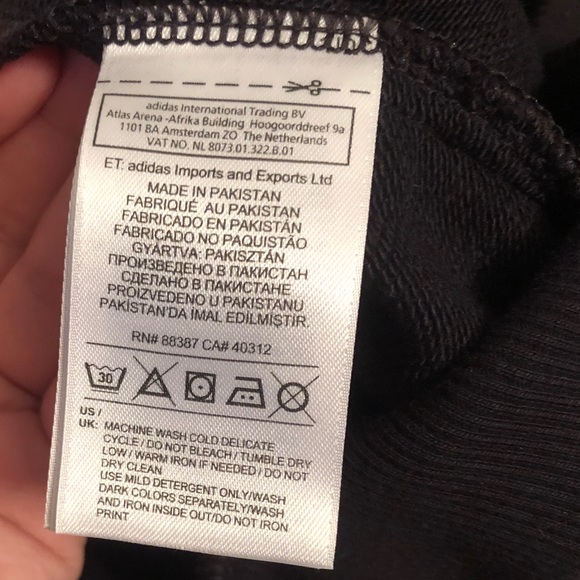 adidas International Trading BV
Atlas Arena -Afrika Building Hoogoorddreef 9a
1101 BA Amsterdam ZO The Netherlands
VAT NO. NL 8073.01.322.B.01
ET: adidas Imports and Exports Ltd
MADE IN PAKISTAN
FABRIQUÉ AU PAKISTAN
FABRICADO EN PAKISTÁN
FABRICADO NO PAQUISTÃO
GYÁRTVA: PAKISZTÁN
ПРОИЗВЕДЕНО В ПАКИСТАН
СДЕЛАНО В ПАКИСТАНЕ
PROIZVEDENO U PAKISTANU
PAKİSTAN'DA İMAL EDİLMİŞTİR.
RN# 88387 CA# 40312
30
US /
UK: MACHINE WASH COLD DELICATE
CYCLE / DO NOT BLEACH / TUMBLE DRY
LOW / WARM IRON IF NEEDED / DO NOT
DRY CLEAN
USE MILD DETERGENT ONLY/WASH
DARK COLORS SEPARATELY/WASH
AND IRON INSIDE OUT/DO NOT IRON
PRINT